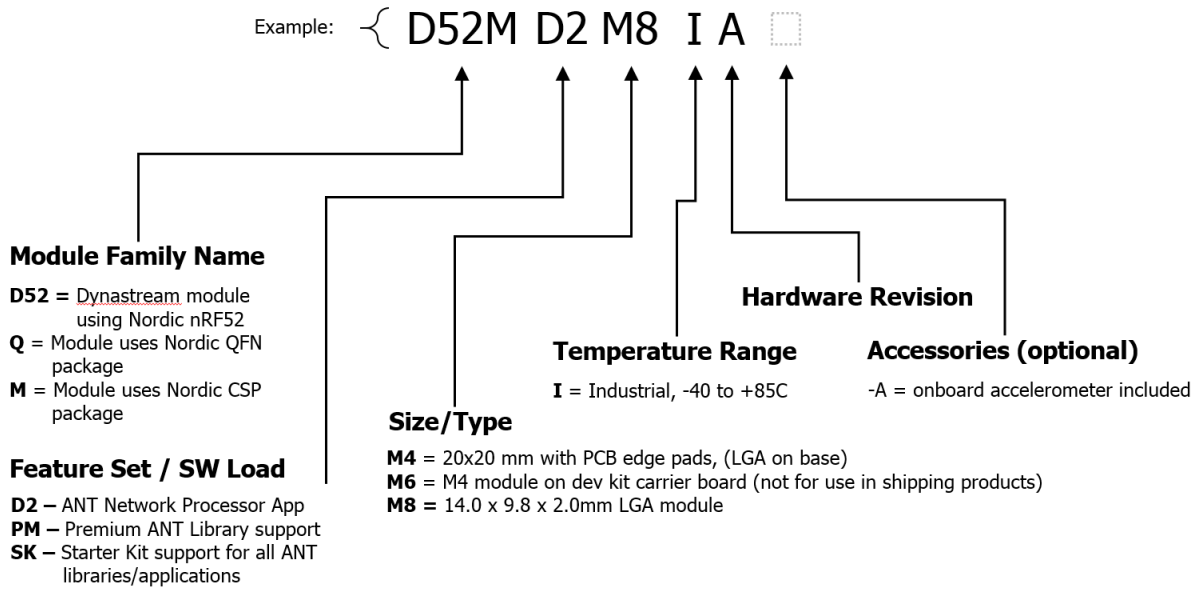 Example:
D52M D2 M8 I A
Module Family Name
D52 = Dynastream module
using Nordic nRF52
Q = Module uses Nordic QFN
package
M = Module uses Nordic CSP
package
Feature Set / SW Load
D2 – ANT Network Processor App
PM – Premium ANT Library support
SK – Starter Kit support for all ANT
libraries/applications
Size/Type
M4 = 20x20 mm with PCB edge pads, (LGA on base)
M6 = M4 module on dev kit carrier board (not for use in shipping products)
M8 = 14.0 x 9.8 x 2.0mm LGA module
Temperature Range
I = Industrial, -40 to +85C
Hardware Revision
Accessories (optional)
-A = onboard accelerometer included